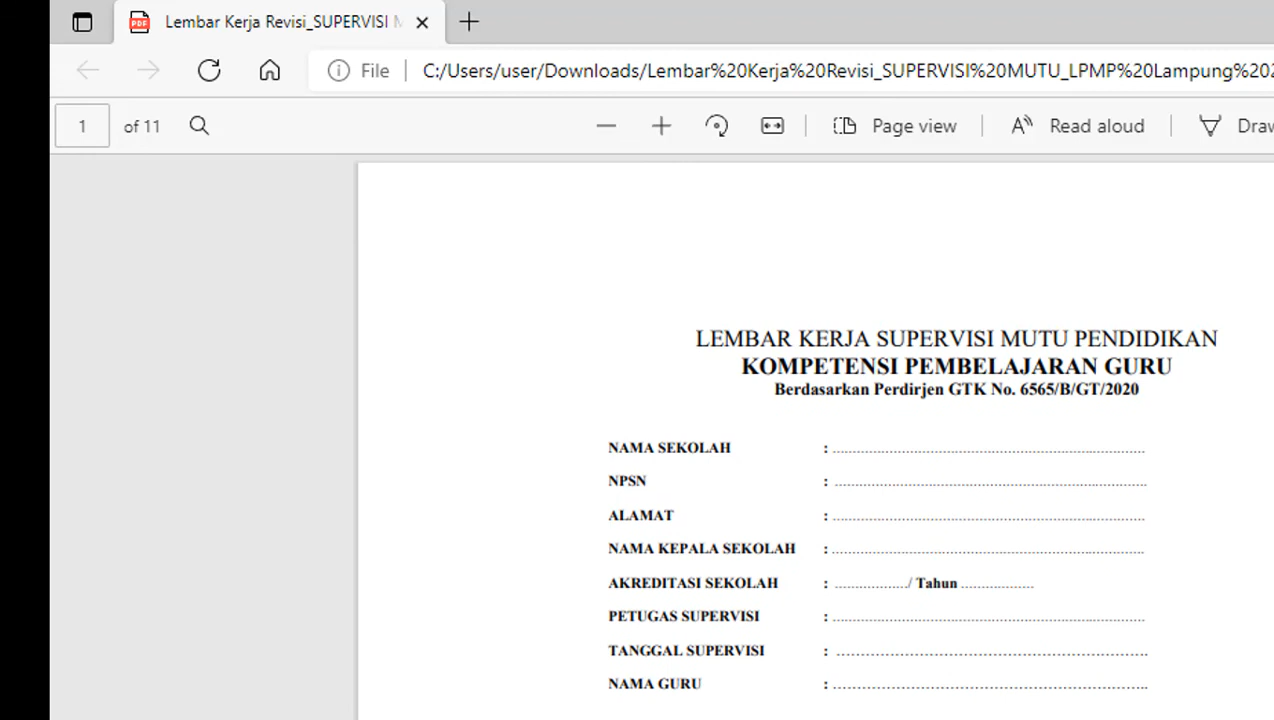 Lembar Kerja Revisi_SUPERVISI
File
C:/Users/user/Downloads/Lembar%20Kerja%20Revisi_SUPERVISI%20MUTU_LPMP%20Lampung%20
1 of 11
Page view
Read aloud
LEMBAR KERJA SUPERVISI MUTU PENDIDIKAN
KOMPETENSI PEMBELAJARAN GURU
Berdasarkan Perdirjen GTK No. 6565/B/GT/2020
NAMA SEKOLAH : ....................................................................
NPSN : ....................................................................
ALAMAT : ....................................................................
NAMA KEPALA SEKOLAH : ....................................................................
AKREDITASI SEKOLAH : ................/ Tahun ................
PETUGAS SUPERVISI : ....................................................................
TANGGAL SUPERVISI : ....................................................................
NAMA GURU : ....................................................................